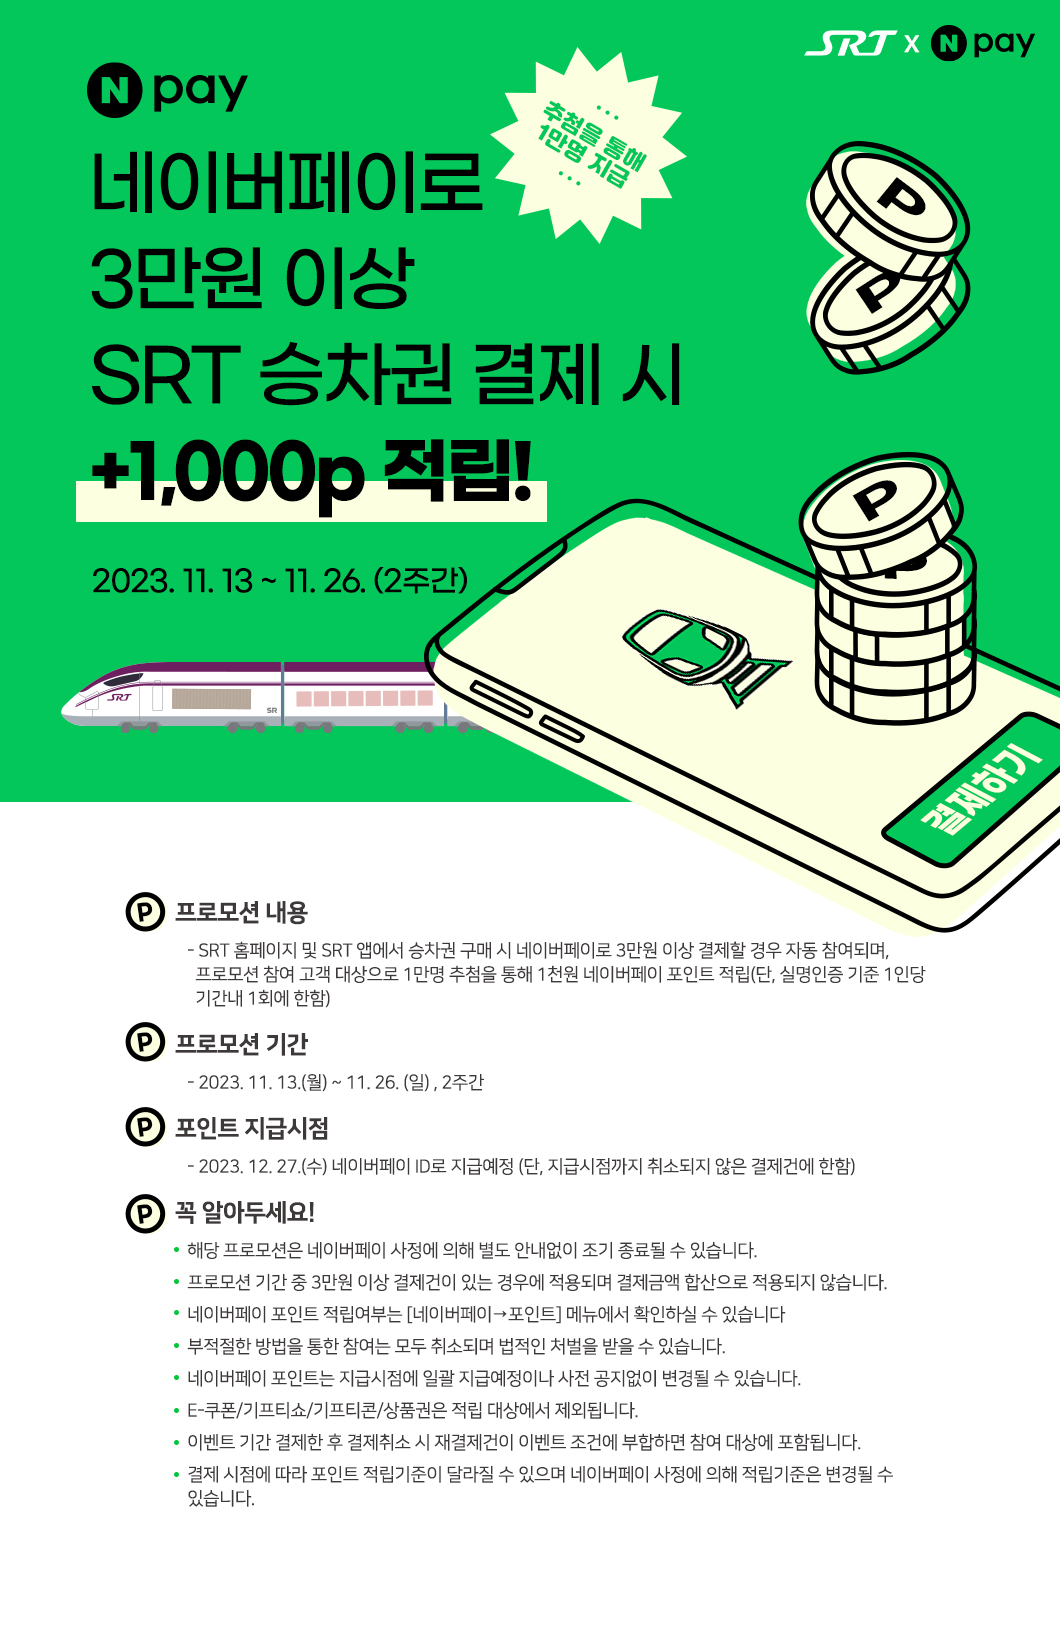 SRT X N pay
N pay
추첨을 통해
1만명 지급
네이버페이로
3만원 이상
SRT 승차권 결제 시
+1,000p 적립!
2023. 11. 13 ~ 11. 26. (2주간)
P
P
P
P
SRT
SR
결제하기
P 프로모션 내용
- SRT 홈페이지 및 SRT 앱에서 승차권 구매 시 네이버페이로 3만원 이상 결제할 경우 자동 참여되며,
프로모션 참여 고객 대상으로 1만명 추첨을 통해 1천원 네이버페이 포인트 적립(단, 실명인증 기준 1인당
기간내 1회에 한함)
P 프로모션 기간
- 2023. 11. 13.(월) ~ 11. 26. (일) , 2주간
P 포인트 지급시점
- 2023. 12. 27.(수) 네이버페이 ID로 지급예정 (단, 지급시점까지 취소되지 않은 결제건에 한함)
P 꼭 알아두세요!
• 해당 프로모션은 네이버페이 사정에 의해 별도 안내없이 조기 종료될 수 있습니다.
• 프로모션 기간 중 3만원 이상 결제건이 있는 경우에 적용되며 결제금액 합산으로 적용되지 않습니다.
• 네이버페이 포인트 적립여부는 [네이버페이→포인트] 메뉴에서 확인하실 수 있습니다
• 부적절한 방법을 통한 참여는 모두 취소되며 법적인 처벌을 받을 수 있습니다.
• 네이버페이 포인트는 지급시점에 일괄 지급예정이나 사전 공지없이 변경될 수 있습니다.
• E-쿠폰/기프티쇼/기프티콘/상품권은 적립 대상에서 제외됩니다.
• 이벤트 기간 결제한 후 결제취소 시 재결제건이 이벤트 조건에 부합하면 참여 대상에 포함됩니다.
• 결제 시점에 따라 포인트 적립기준이 달라질 수 있으며 네이버페이 사정에 의해 적립기준은 변경될 수
있습니다.